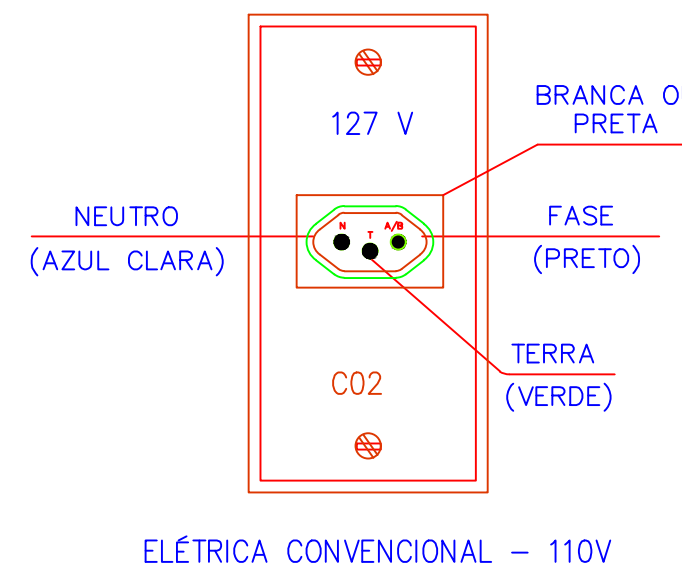 127 V
BRANCA O
PRETA
NEUTRO
(AZUL CLARA)
N
T
A/B
FASE
(PRETO)
TERRA
(VERDE)
C02
ELÉTRICA CONVENCIONAL – 110V